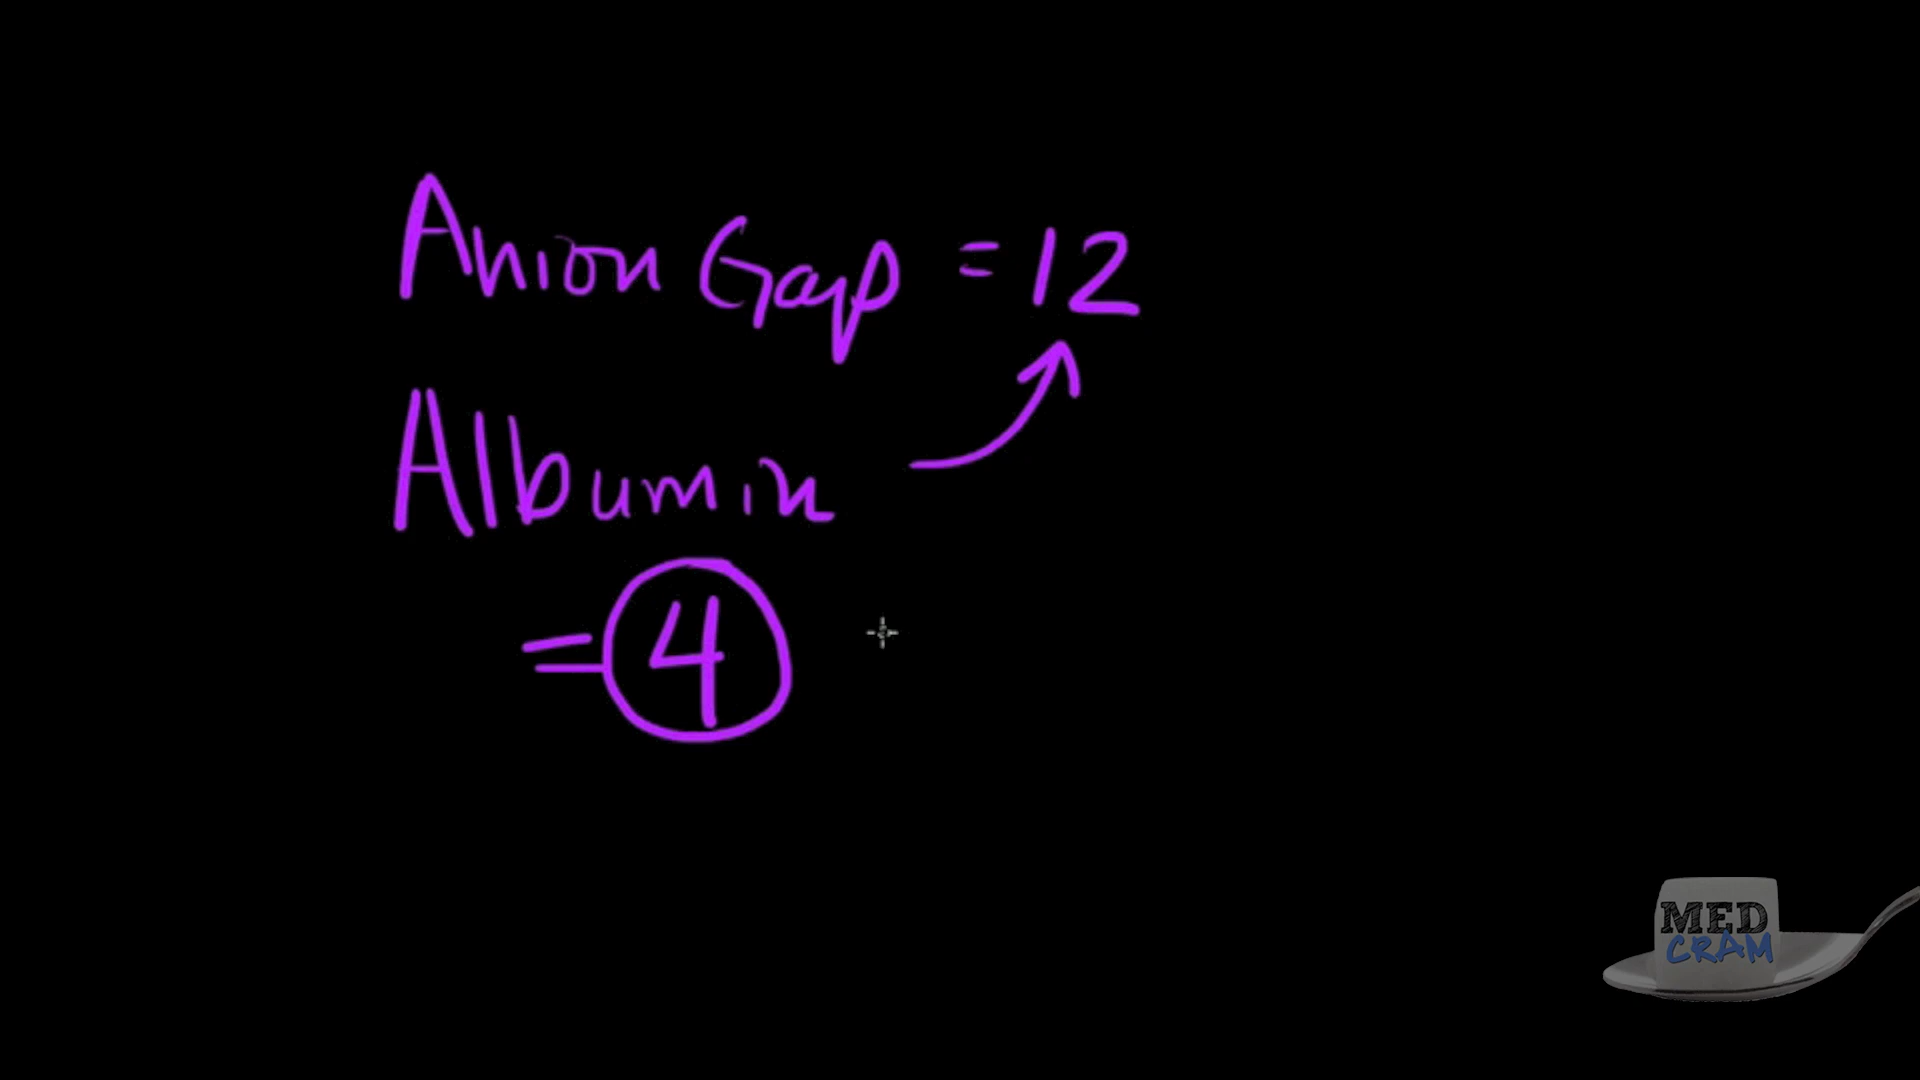 Anion Gap = 12
Albumin
= 4
MED
CRAM